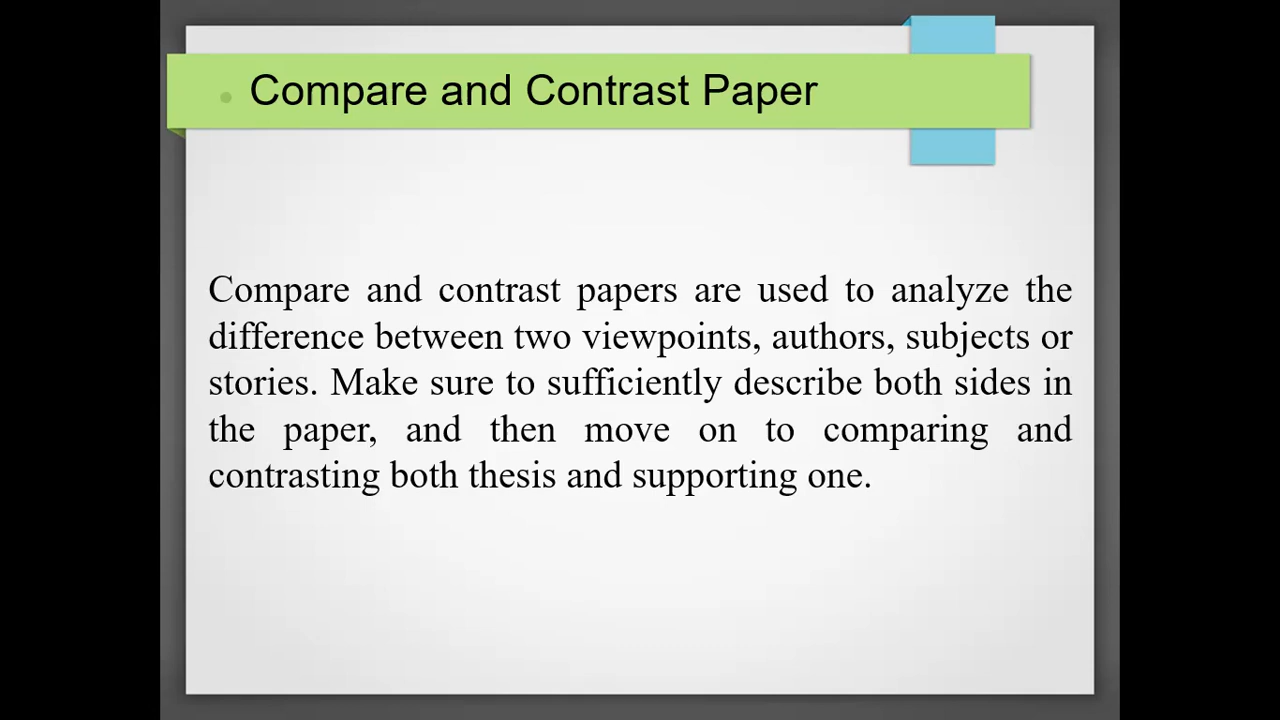 Compare and Contrast Paper
Compare and contrast papers are used to analyze the
difference between two viewpoints, authors, subjects or
stories. Make sure to sufficiently describe both sides in
the paper, and then move on to comparing and
contrasting both thesis and supporting one.